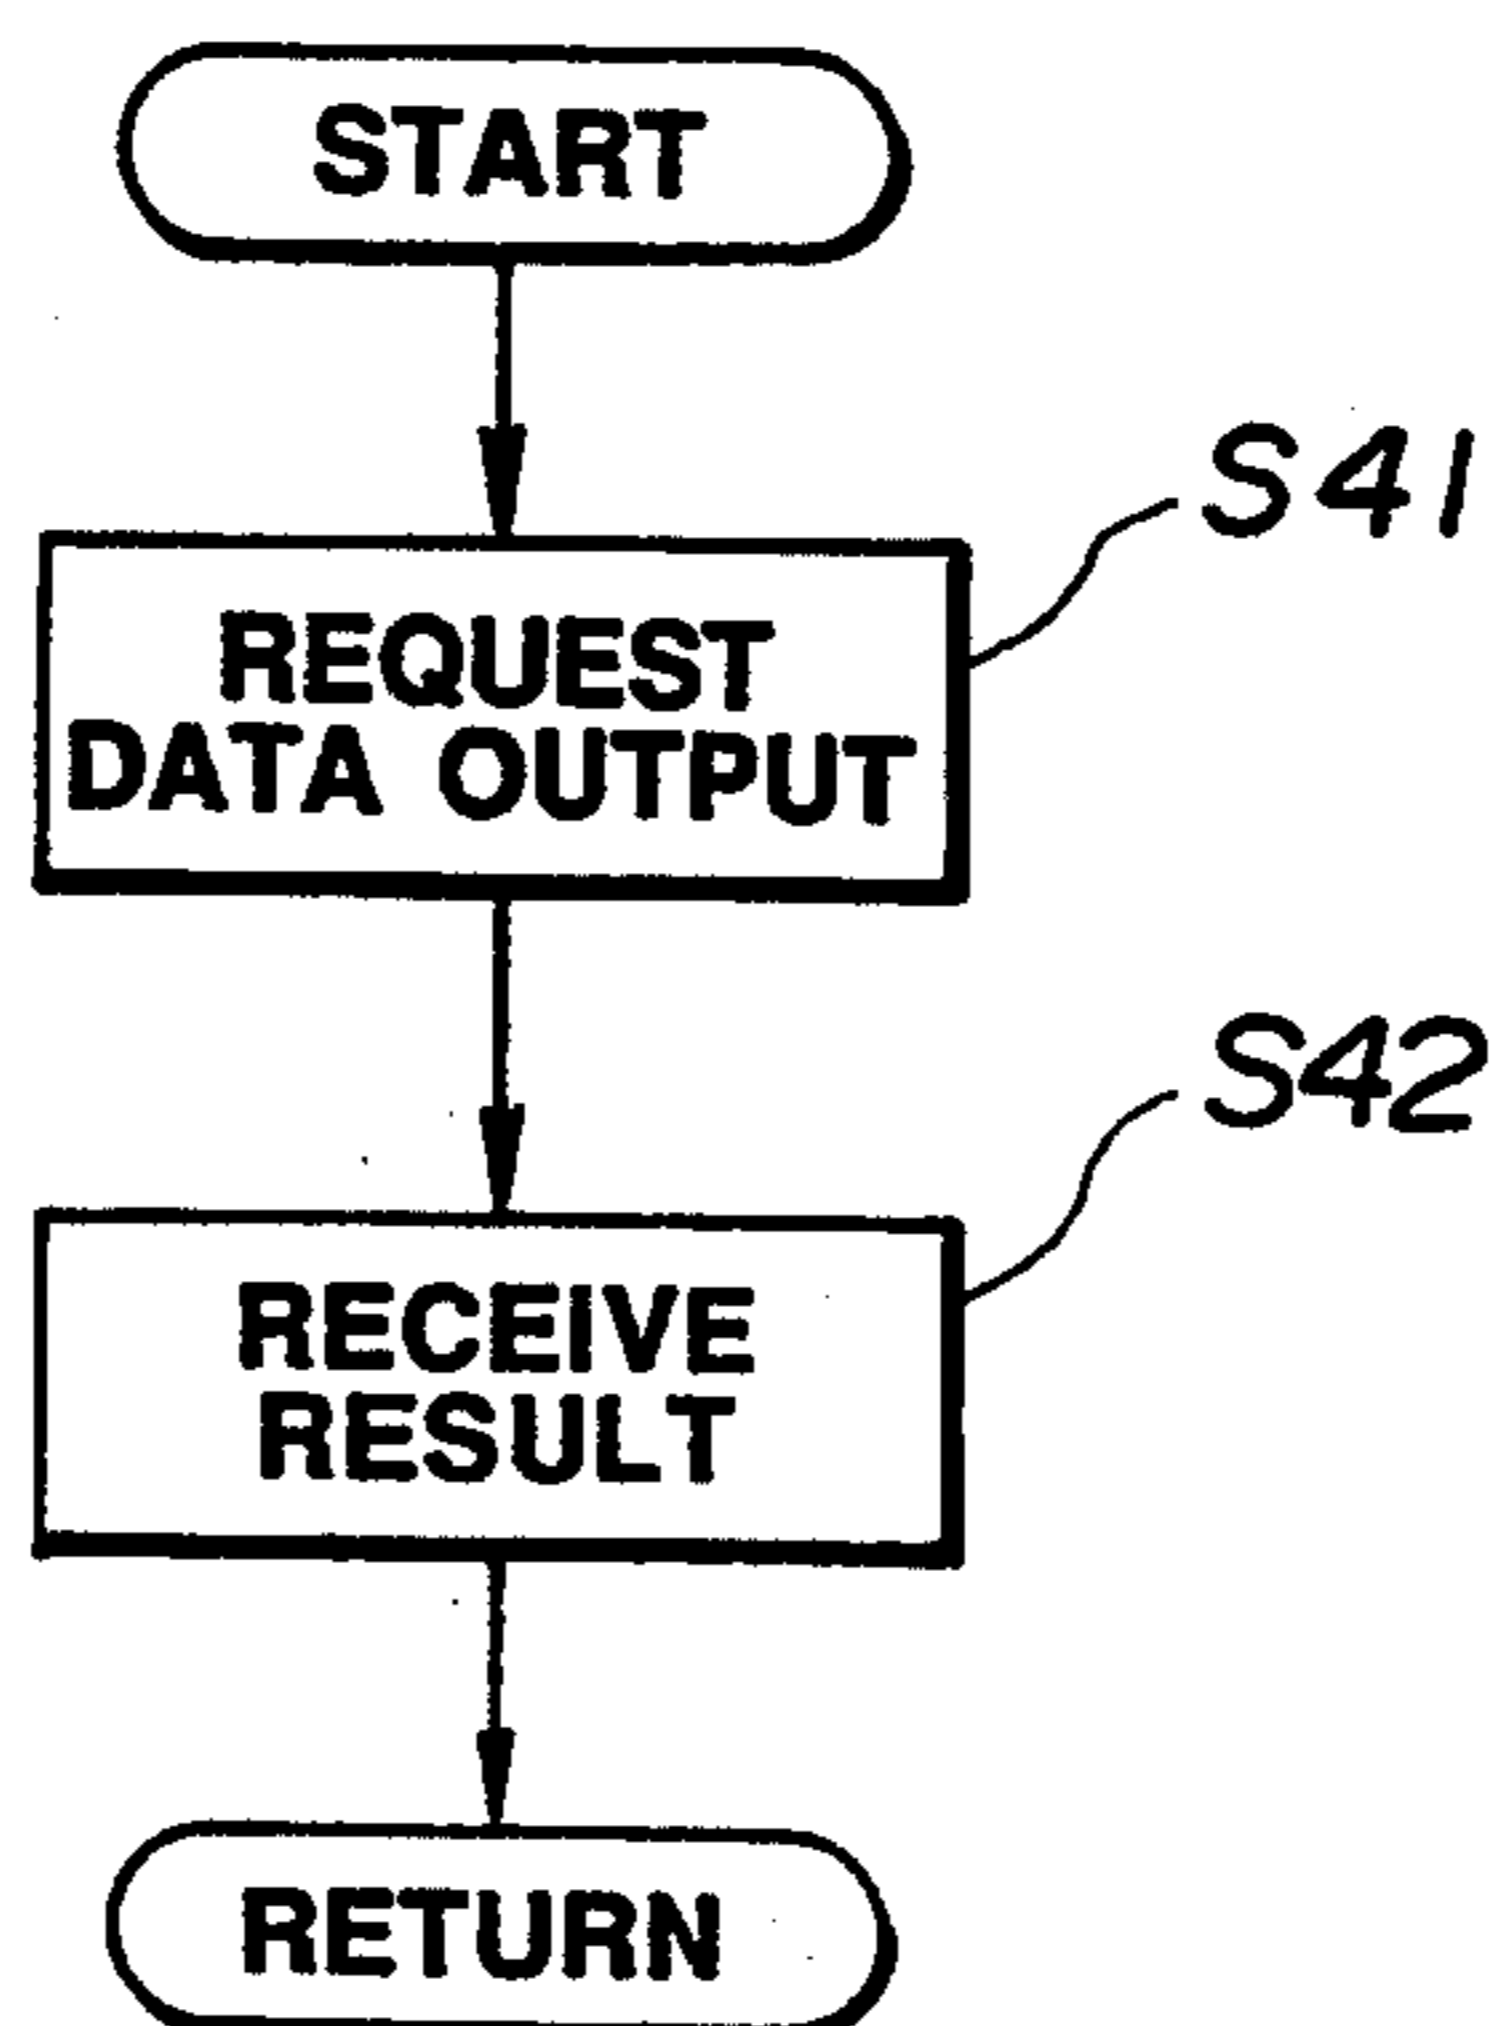 START
S41
REQUEST
DATA OUTPUT
S42
RECEIVE
RESULT
RETURN